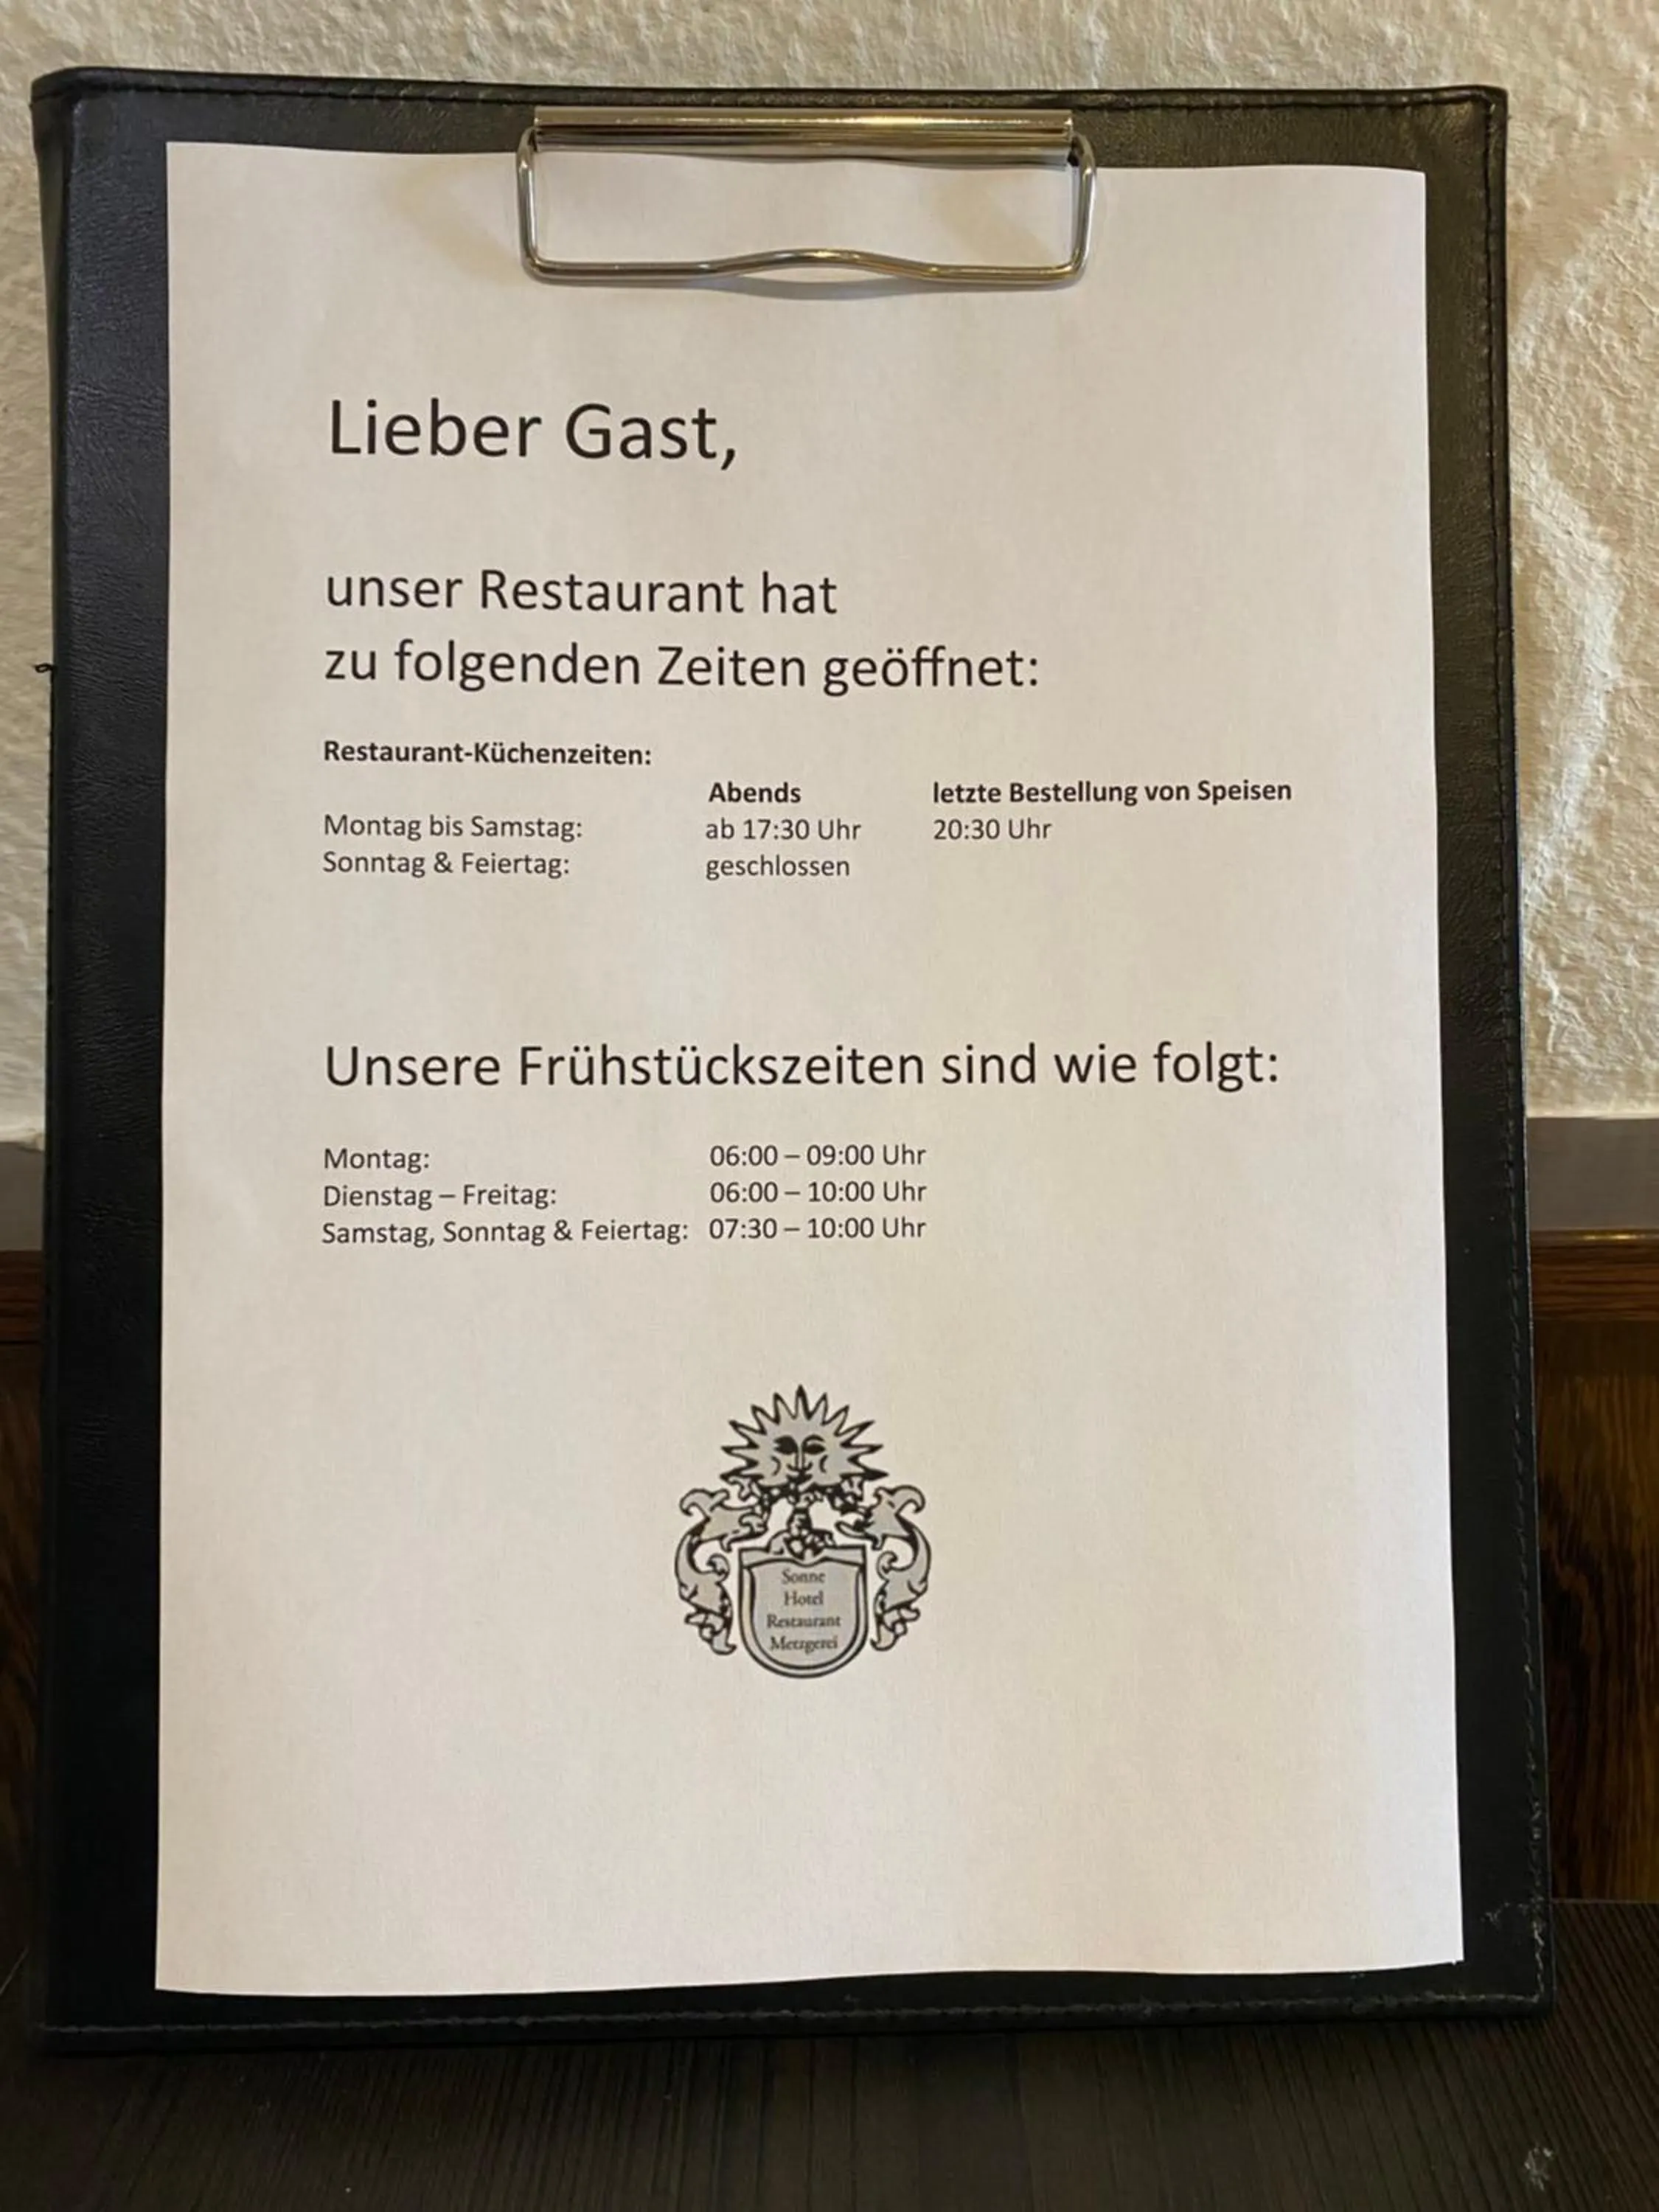 Lieber Gast,
unser Restaurant hat
zu folgenden Zeiten geöffnet:
Restaurant-Küchenzeiten:
Abends letzte Bestellung von Speisen
Montag bis Samstag: ab 17:30 Uhr 20:30 Uhr
Sonntag & Feiertag: geschlossen
Unsere Frühstückszeiten sind wie folgt:
Montag: 06:00 – 09:00 Uhr
Dienstag – Freitag: 06:00 – 10:00 Uhr
Samstag, Sonntag & Feiertag: 07:30 – 10:00 Uhr
Sonne
Hotel
Restaurant
Metzgerei